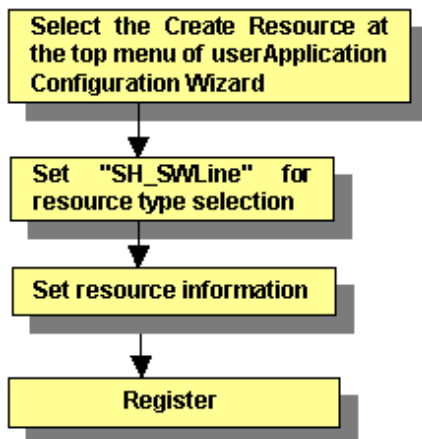 Select the Create Resource at
the top menu of userApplication
Configuration Wizard
Set "SH_SWLine" for
resource type selection
Set resource information
Register